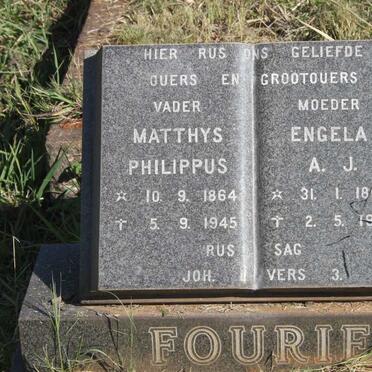 HIER RUS ONS GELIEFDE
OUERS EN GROOTOUERS
VADER MOEDER
MATTHYS ENGELA
PHILIPPUS A. J.
☆ 10. 9. 1864 ☆ 31. 1. 18
† 5. 9. 1945 † 2. 5. 19
RUS SAG
JOH. VERS 3.
FOURIE